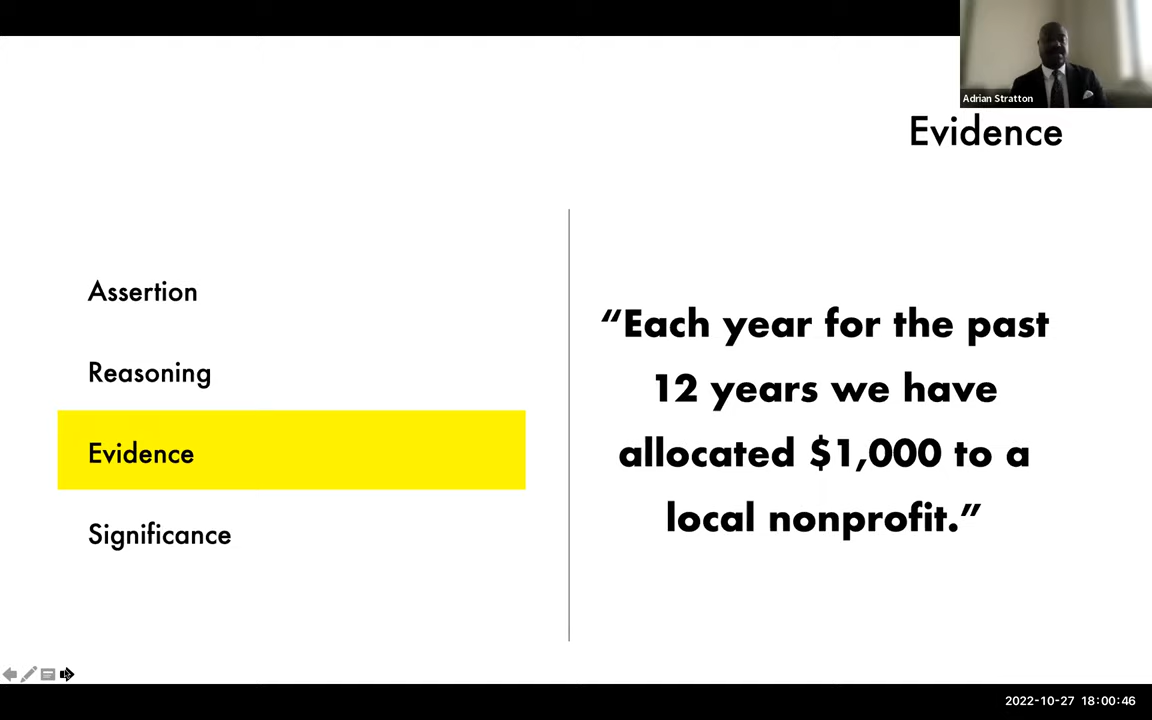 Adrian Stratton
Evidence
Assertion
Reasoning
Evidence
Significance
“Each year for the past
12 years we have
allocated $1,000 to a
local nonprofit.”
2022-10-27 18:00:46